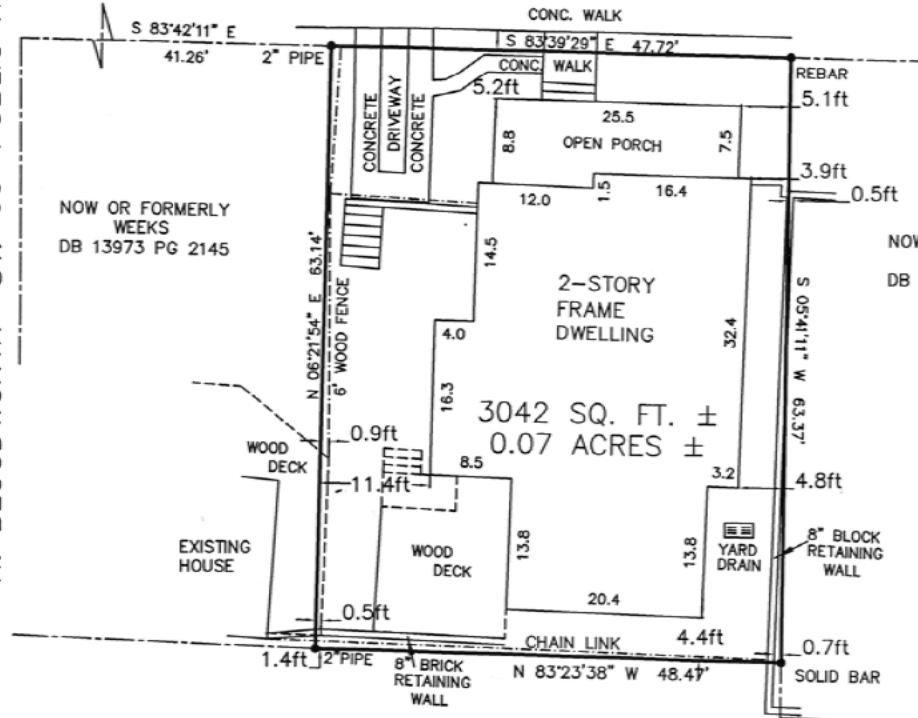 CONC. WALK
S 83°42'11" E
41.26'
2" PIPE
S 83°39'29" E 47.72'
REBAR
CONC. WALK
5.2ft
5.1ft
CONCRETE
DRIVEWAY
CONCRETE
25.5
OPEN PORCH
8.8
7.5
3.9ft
0.5ft
12.0
1.5
16.4
NOW OR FORMERLY
WEEKS
DB 13973 PG 2145
NOW
DB
14.5
2-STORY
FRAME
DWELLING
N 06°21'54" E 63.14'
6' WOOD FENCE
4.0
32.4
S 05°41'11" W 63.37'
16.3
3042 SQ. FT. ±
0.07 ACRES ±
0.9ft
WOOD
DECK
8.5
3.2
11.4ft
4.8ft
EXISTING
HOUSE
WOOD
DECK
13.8
13.8
YARD
DRAIN
8" BLOCK
RETAINING
WALL
20.4
0.5ft
CHAIN LINK
4.4ft
0.7ft
1.4ft
2"PIPE
8" BRICK
RETAINING
WALL
N 83°23'38" W 48.47'
SOLID BAR